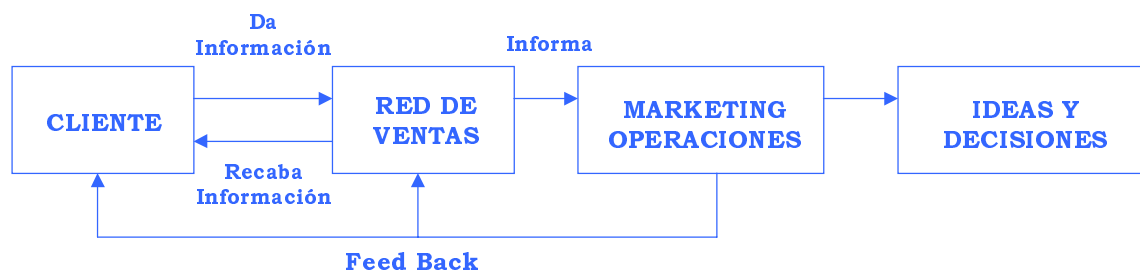 Da
Información
Informa
CLIENTE
RED DE
VENTAS
MARKETING
OPERACIONES
IDEAS Y
DECISIONES
Recaba
Información
Feed Back